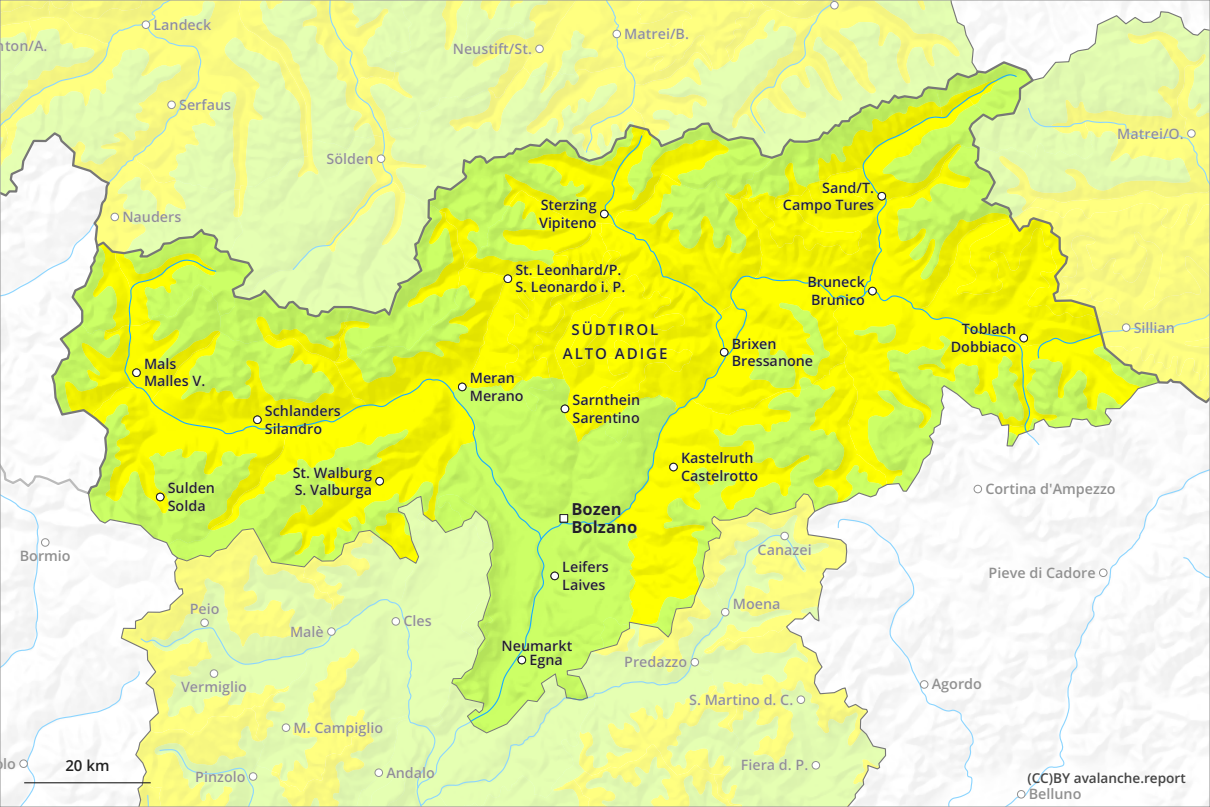 Landeck
nton/A.
Neustift/St.
Matrei/B.
Serfaus
Matrei/O.
Sölden
Sand/T.
Campo Tures
Sterzing
Vipiteno
Nauders
St. Leonhard/P.
S. Leonardo i. P.
Bruneck
Brunico
SÜDTIROL
ALTO ADIGE
Toblach
Dobbiaco
Sillian
Brixen
Bressanone
Mals
Malles V.
Meran
Merano
Schlanders
Silandro
Sarnthein
Sarentino
Kastelruth
Castelrotto
St. Walburg
S. Valburga
Sulden
Solda
Cortina d'Ampezzo
Bozen
Bolzano
Bormio
Canazei
Leifers
Laives
Pieve di Cadore
Peio
Moena
Cles
Malè
Neumarkt
Egna
Predazzo
Vermiglio
Agordo
S. Martino d. C.
M. Campiglio
olo
20 km
Pinzolo
Andalo
Fiera d. P.
(CC)BY avalanche.report
Belluno